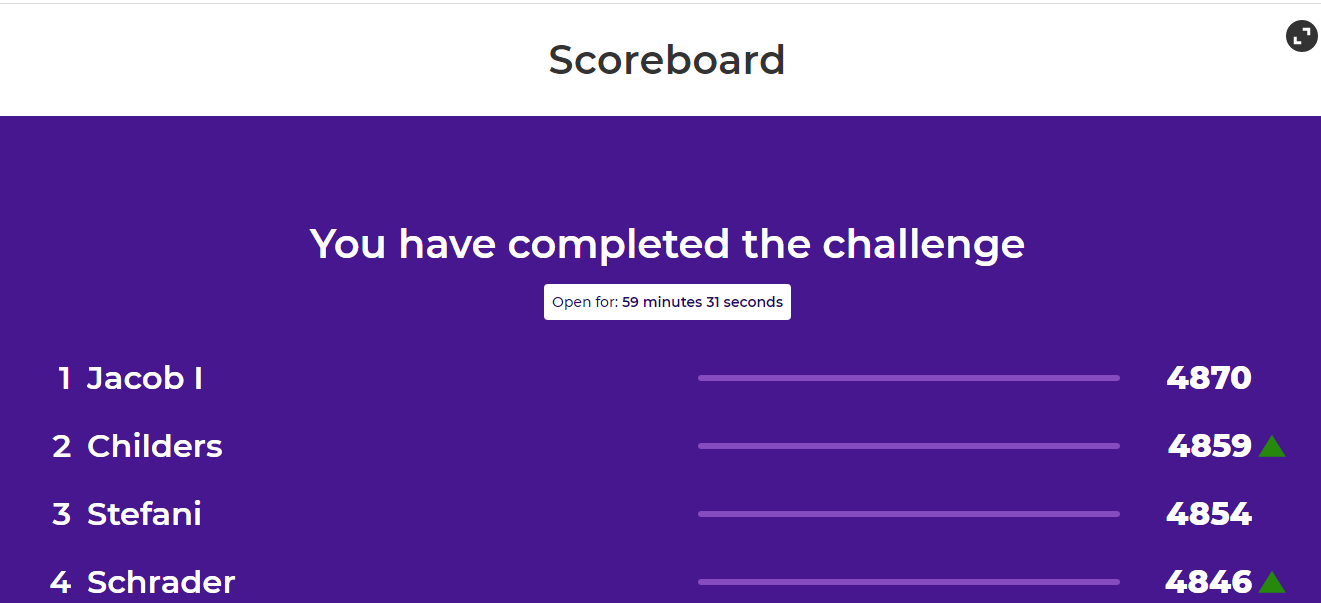 Scoreboard
You have completed the challenge
Open for: 59 minutes 31 seconds
1 Jacob I 4870
2 Childers 4859
3 Stefani 4854
4 Schrader 4846